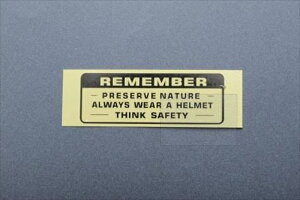 REMEMBER
— PRESERVE NATURE —
ALWAYS WEAR A HELMET
— THINK SAFETY —